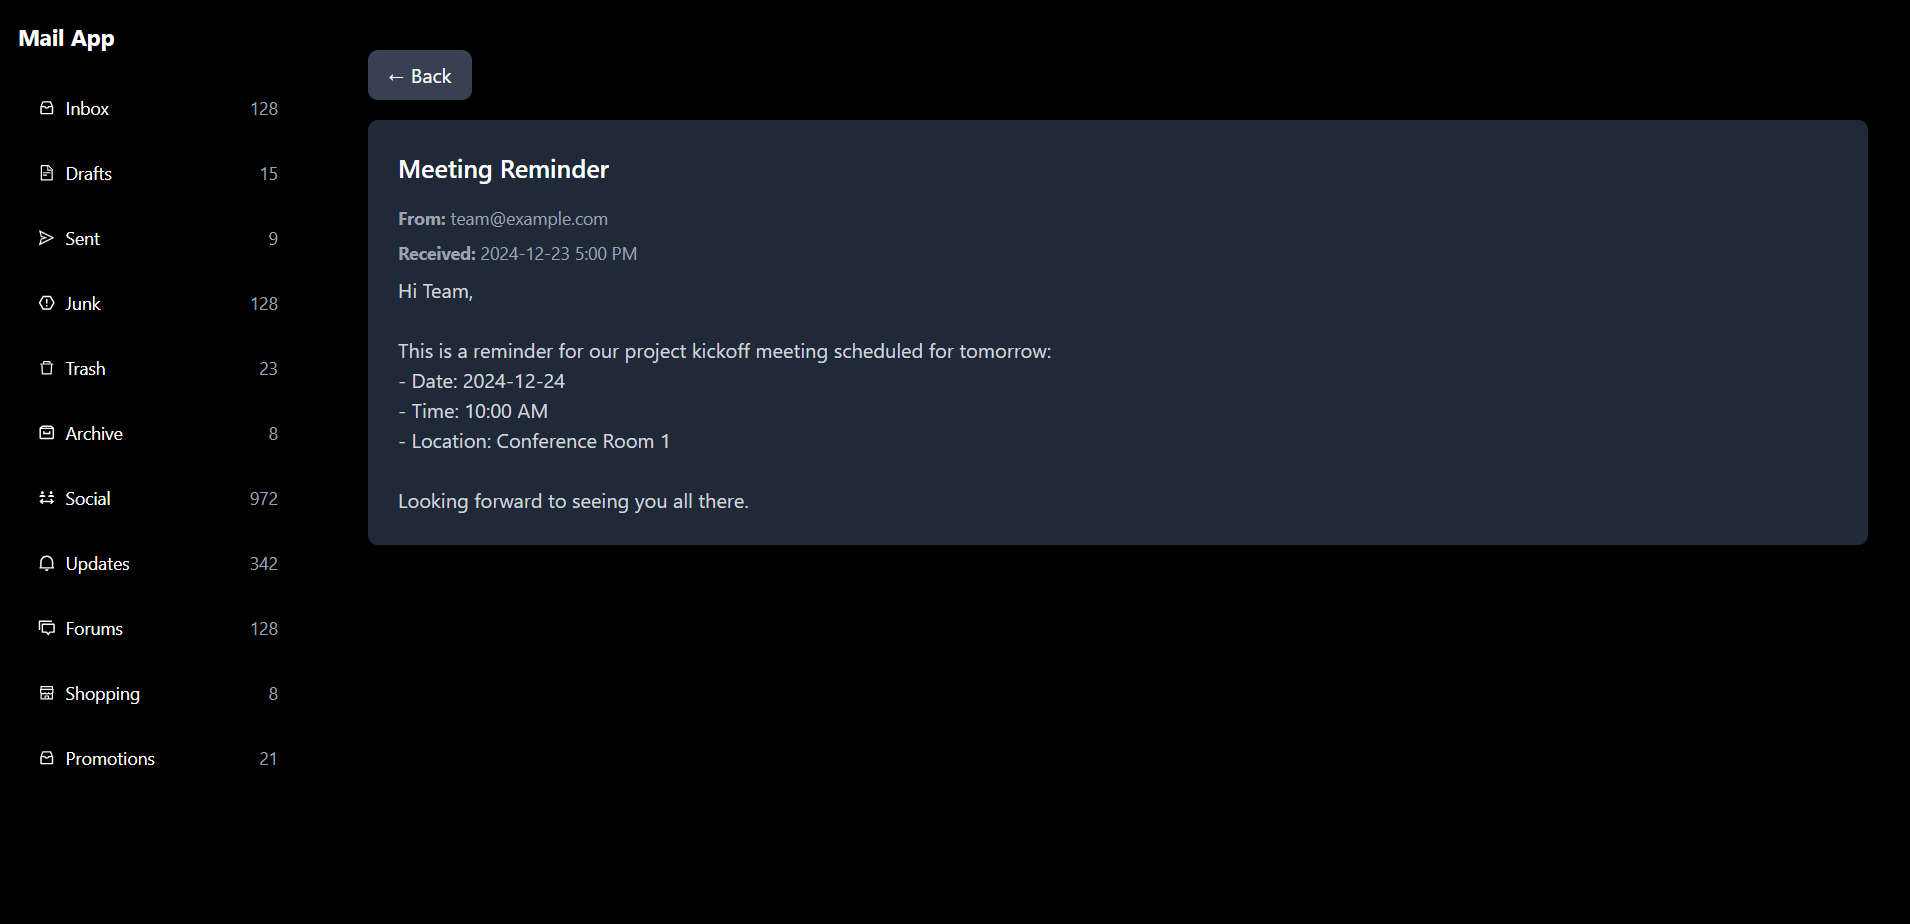 Mail App
Inbox 128
Drafts 15
Sent 9
Junk 128
Trash 23
Archive 8
Social 972
Updates 342
Forums 128
Shopping 8
Promotions 21
← Back
Meeting Reminder
From: team@example.com
Received: 2024-12-23 5:00 PM
Hi Team,
This is a reminder for our project kickoff meeting scheduled for tomorrow:
- Date: 2024-12-24
- Time: 10:00 AM
- Location: Conference Room 1
Looking forward to seeing you all there.